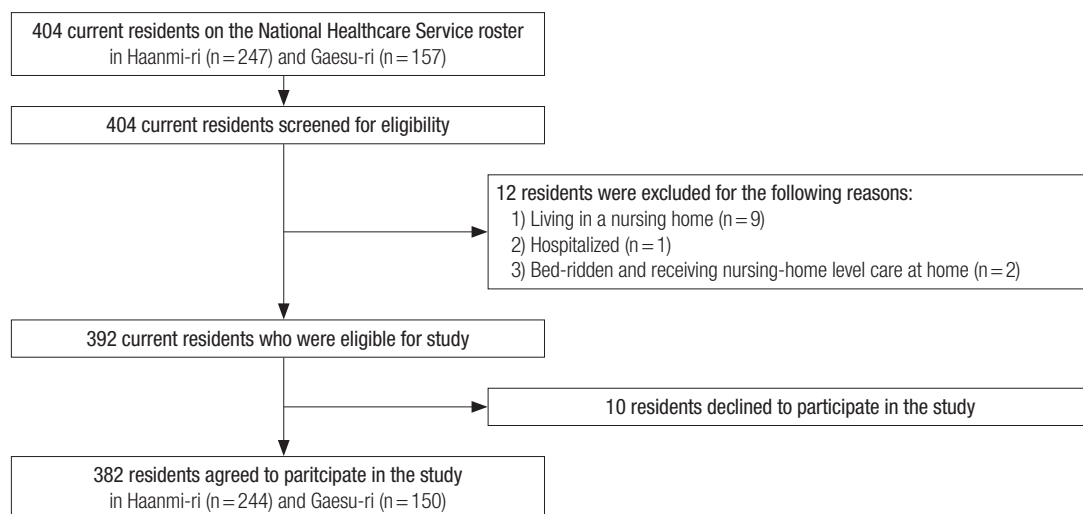 404 current residents on the National Healthcare Service roster
in Haanmi-ri (n=247) and Gaesu-ri (n=157)
404 current residents screened for eligibility
12 residents were excluded for the following reasons:
1) Living in a nursing home (n=9)
2) Hospitalized (n=1)
3) Bed-ridden and receiving nursing-home level care at home (n=2)
392 current residents who were eligible for study
10 residents declined to participate in the study
382 residents agreed to paritcipate in the study
in Haanmi-ri (n=244) and Gaesu-ri (n=150)